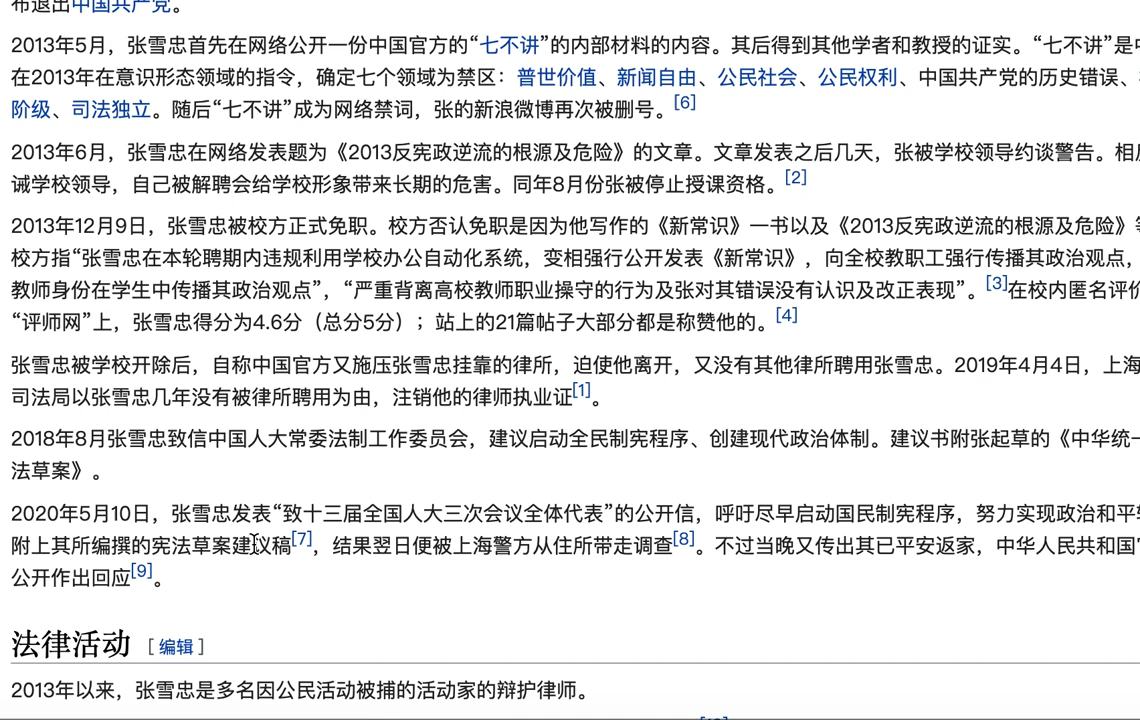 布退出中国共产党。
2013年5月，张雪忠首先在网络公开一份中国官方的“七不讲”的内部材料的内容。其后得到其他学者和教授的证实。“七不讲”是
在2013年在意识形态领域的指令，确定七个领域为禁区：普世价值、新闻自由、公民社会、公民权利、中国共产党的历史错误、
阶级、司法独立。随后“七不讲”成为网络禁词，张的新浪微博再次被删号。[6]
2013年6月，张雪忠在网络发表题为《2013反宪政逆流的根源及危险》的文章。文章发表之后几天，张被学校领导约谈警告。相反
诫学校领导，自己被解聘会给学校形象带来长期的危害。同年8月份张被停止授课资格。[2]
2013年12月9日，张雪忠被校方正式免职。校方否认免职是因为他写作的《新常识》一书以及《2013反宪政逆流的根源及危险》等
校方指“张雪忠在本轮聘期内违规利用学校办公自动化系统，变相强行公开发表《新常识》，向全校教职工强行传播其政治观点，
教师身份在学生中传播其政治观点”，“严重背离高校教师职业操守的行为及张对其错误没有认识及改正表现”。[3]在校内匿名评价
“评师网”上，张雪忠得分为4.6分（总分5分）；站上的21篇帖子大部分都是称赞他的。[4]
张雪忠被学校开除后，自称中国官方又施压张雪忠挂靠的律所，迫使他离开，又没有其他律所聘用张雪忠。2019年4月4日，上海
司法局以张雪忠几年没有被律所聘用为由，注销他的律师执业证[1]。
2018年8月张雪忠致信中国人大常委法制工作委员会，建议启动全民制宪程序、创建现代政治体制。建议书附张起草的《中华统一
法草案》。
2020年5月10日，张雪忠发表“致十三届全国人大三次会议全体代表”的公开信，呼吁尽早启动国民制宪程序，努力实现政治和平转
附上其所编撰的宪法草案建议稿[7]，结果翌日便被上海警方从住所带走调查[8]。不过当晚又传出其已平安返家，中华人民共和国官
公开作出回应[9]。
法律活动 [ 编辑 ]
2013年以来，张雪忠是多名因公民活动被捕的活动家的辩护律师。